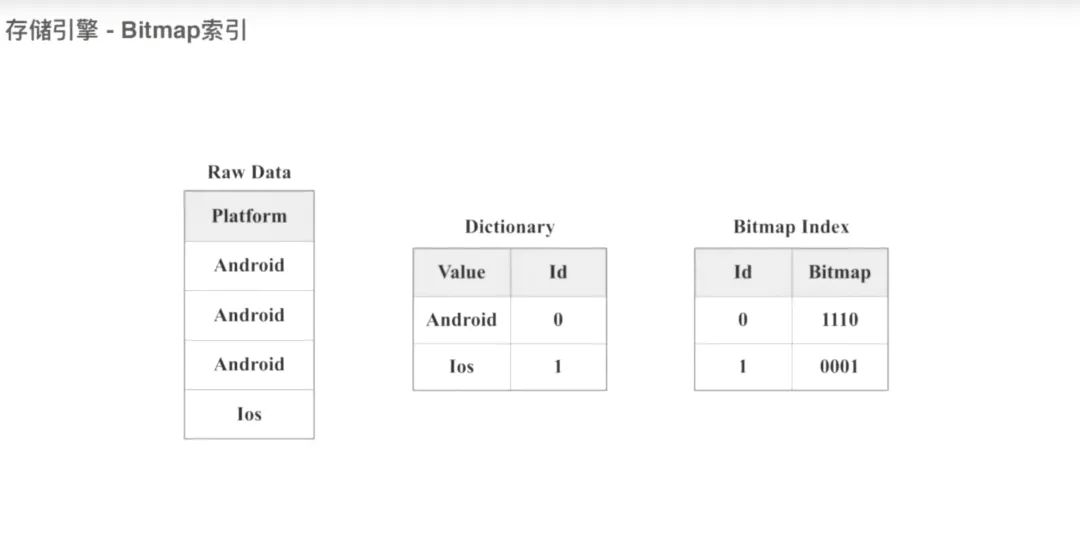 存储引擎 - Bitmap索引
Raw Data
Platform
Android
Android
Android
Ios
Dictionary
Value Id
Android 0
Ios 1
Bitmap Index
Id Bitmap
0 1110
1 0001